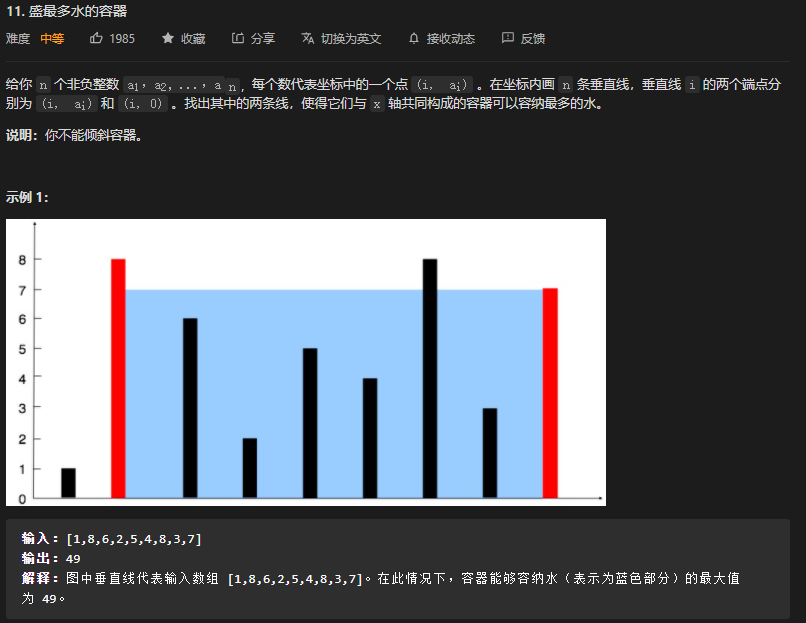 11. 盛最多水的容器
难度 中等 1985 收藏 分享 切换为英文 接收动态 反馈
给你 n 个非负整数 a₁，a₂，...，a n，每个数代表坐标中的一个点 (i, aᵢ) 。在坐标内画 n 条垂直线，垂直线 i 的两个端点分
别为 (i, aᵢ) 和 (i, 0) 。找出其中的两条线，使得它们与 x 轴共同构成的容器可以容纳最多的水。
说明：你不能倾斜容器。
示例 1：
8
7
6
5
4
3
2
1
0
输入：[1,8,6,2,5,4,8,3,7]
输出：49
解释：图中垂直线代表输入数组 [1,8,6,2,5,4,8,3,7]。在此情况下，容器能够容纳水（表示为蓝色部分）的最大值
为 49。